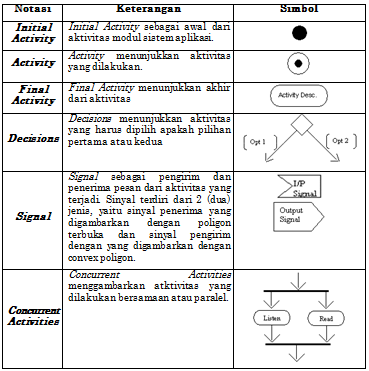 Notasi Keterangan Simbol
Initial
Activity
Initial Activity sebagai awal dari
aktivitas modul sistem aplikasi.
Activity
Activity menunjukkan aktivitas
yang dilakukan.
Final
Activity
Final Activity menunjukkan akhir
dari aktivitas
Activity Desc.
Decisions
Decisions menunjukkan aktivitas
yang harus dipilih apakah pilihan
pertama atau kedua
Opt 1
Opt 2
Signal
Signal sebagai pengirim dan
penerima pesan dari aktivitas yang
terjadi. Sinyal terdiri dari 2 (dua)
jenis, yaitu sinyal penerima yang
digambarkan dengan poligon
terbuka dan sinyal pengirim
dengan yang digambarkan dengan
convex poligon.
I/P
Signal
Output
Signal
Concurrent
Activities
Concurrent Activities
menggambarkan atktivitas yang
dilakukan bersamaan atau paralel.
Listen
Read